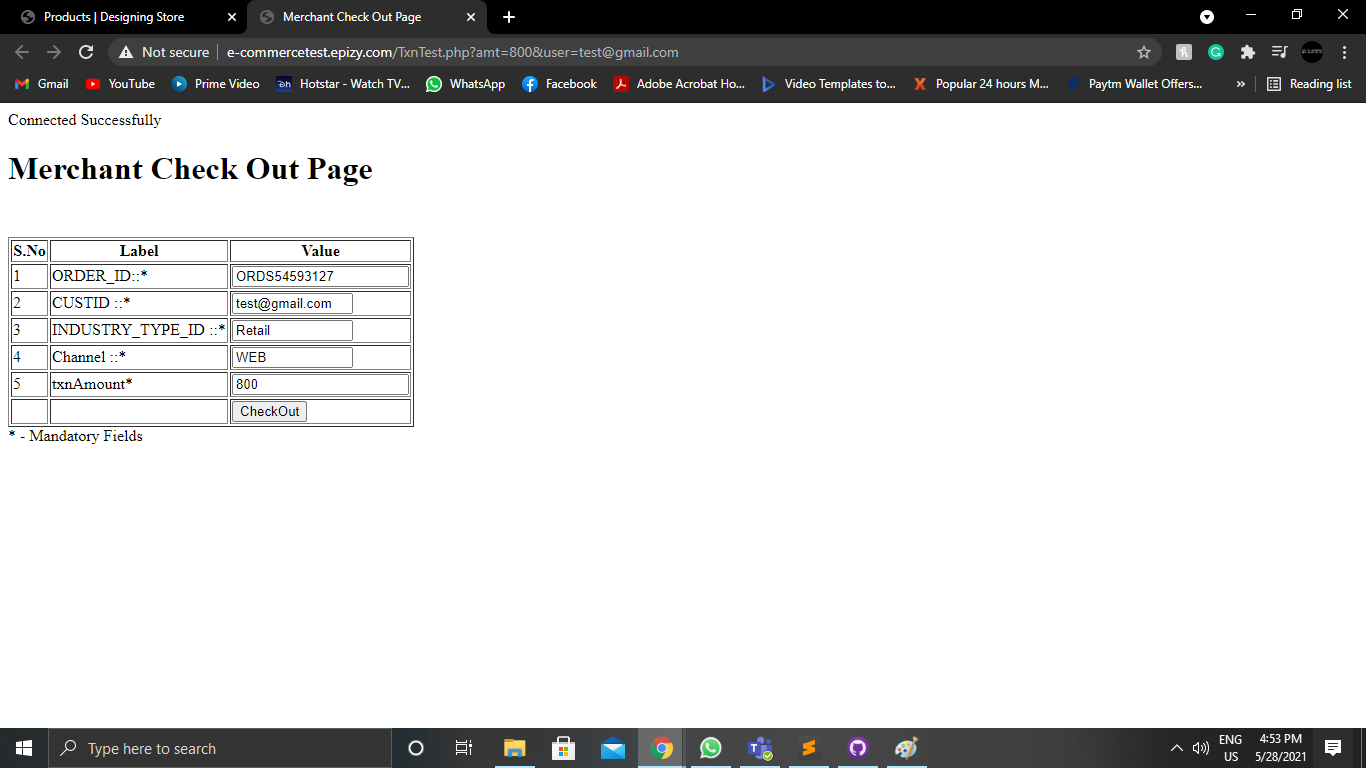 Products | Designing Store
Merchant Check Out Page
Not secure e-commercetest.epizy.com/TxnTest.php?amt=800&user=test@gmail.com
Gmail YouTube Prime Video Hotstar - Watch TV... WhatsApp Facebook Adobe Acrobat Ho... Video Templates to... Popular 24 hours M... Paytm Wallet Offers... » Reading list
Connected Successfully
Merchant Check Out Page
S.No Label Value
1 ORDER_ID::* ORDS54593127
2 CUSTID ::* test@gmail.com
3 INDUSTRY_TYPE_ID ::* Retail
4 Channel ::* WEB
5 txnAmount* 800
CheckOut
* - Mandatory Fields
Type here to search
ENG
US
4:53 PM
5/28/2021